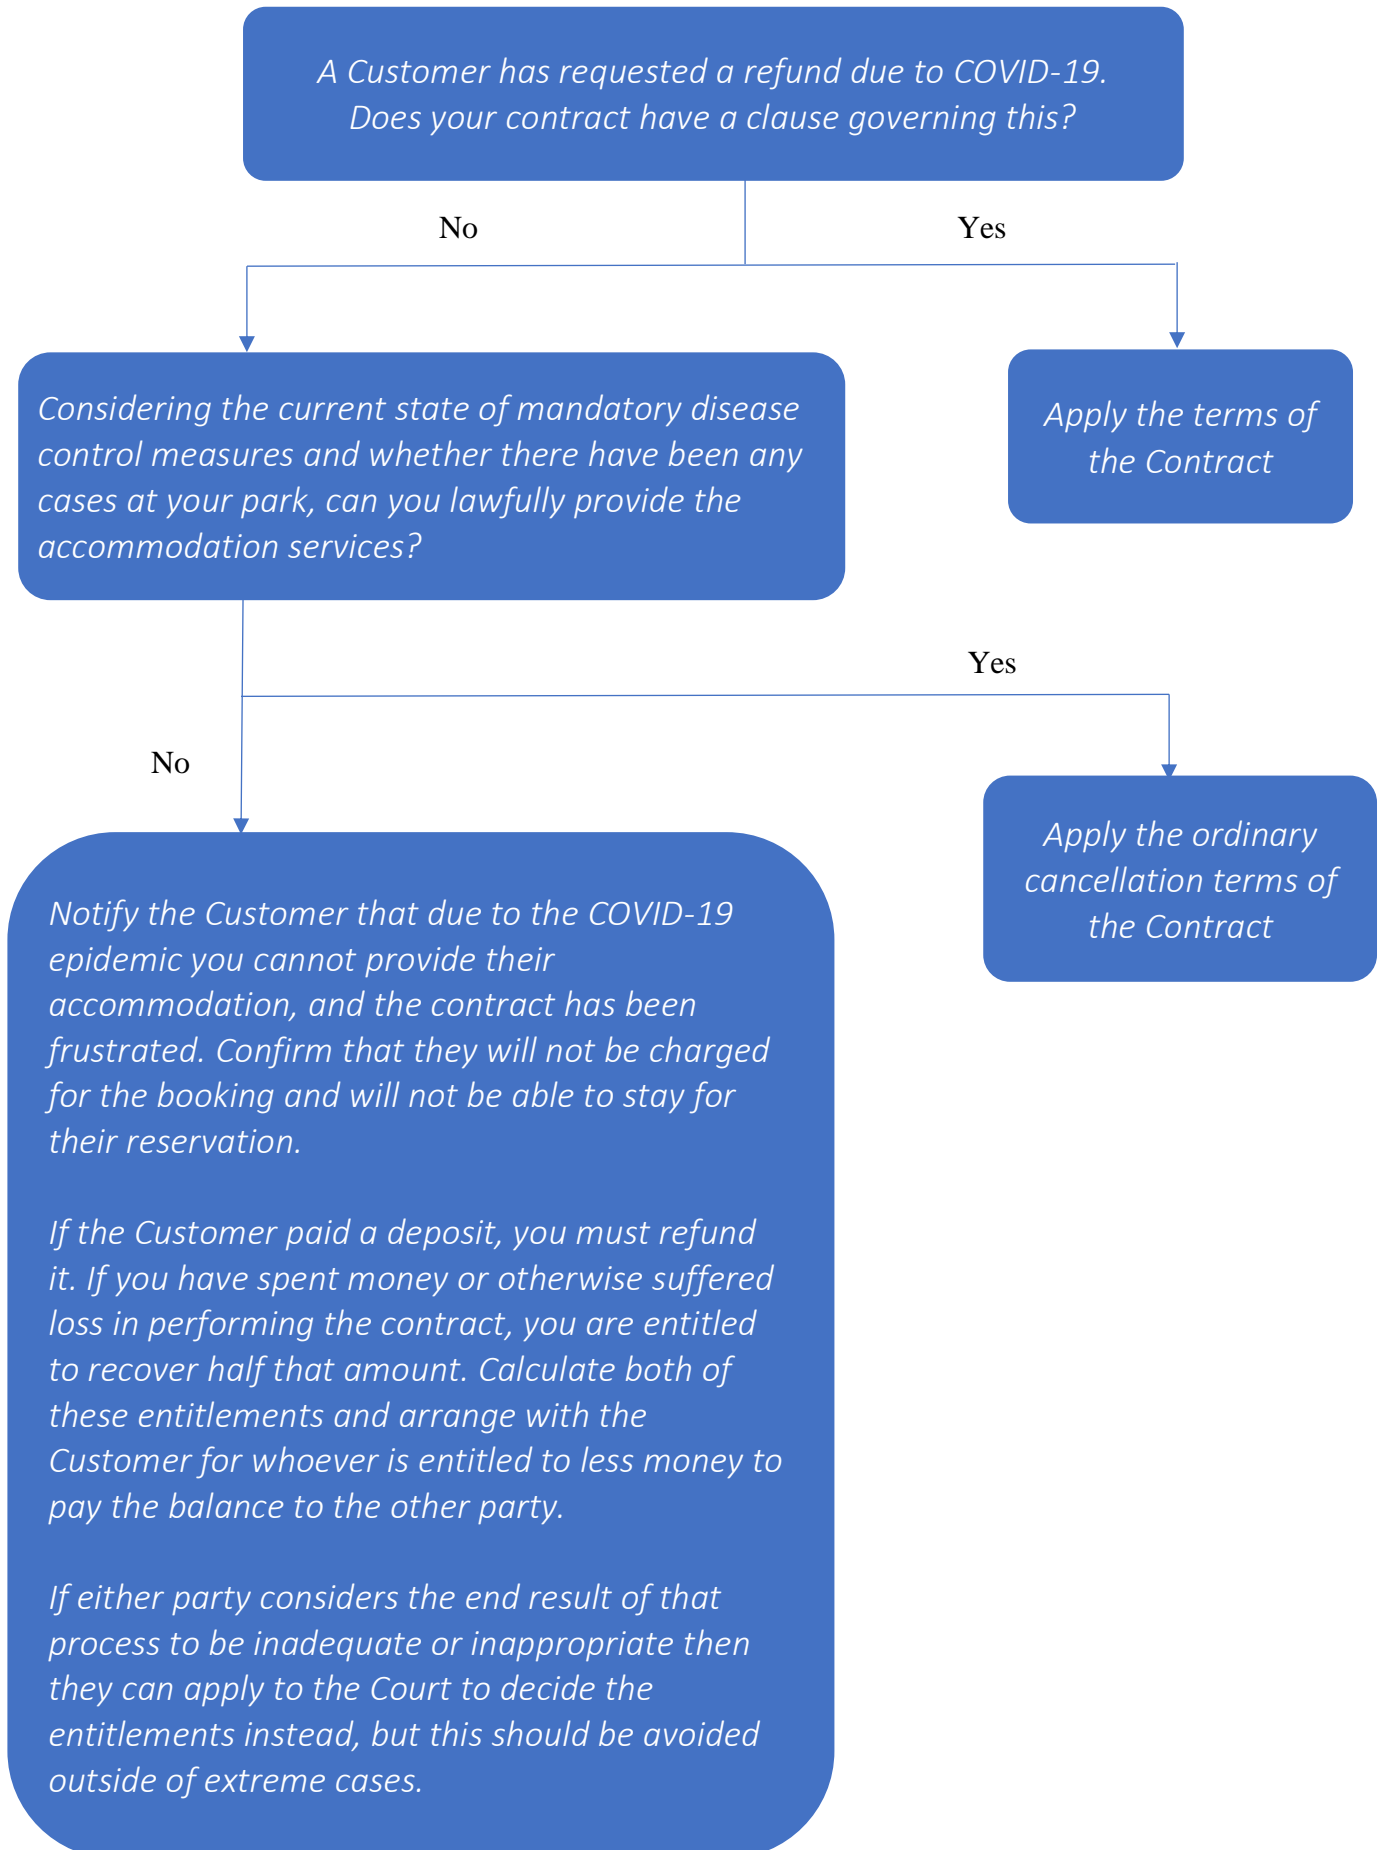 A Customer has requested a refund due to COVID-19.
Does your contract have a clause governing this?
No
Yes
Considering the current state of mandatory disease
control measures and whether there have been any
cases at your park, can you lawfully provide the
accommodation services?
Apply the terms of
the Contract
Yes
No
Apply the ordinary
cancellation terms of
the Contract
Notify the Customer that due to the COVID-19
epidemic you cannot provide their
accommodation, and the contract has been
frustrated. Confirm that they will not be charged
for the booking and will not be able to stay for
their reservation.
If the Customer paid a deposit, you must refund
it. If you have spent money or otherwise suffered
loss in performing the contract, you are entitled
to recover half that amount. Calculate both of
these entitlements and arrange with the
Customer for whoever is entitled to less money to
pay the balance to the other party.
If either party considers the end result of that
process to be inadequate or inappropriate then
they can apply to the Court to decide the
entitlements instead, but this should be avoided
outside of extreme cases.